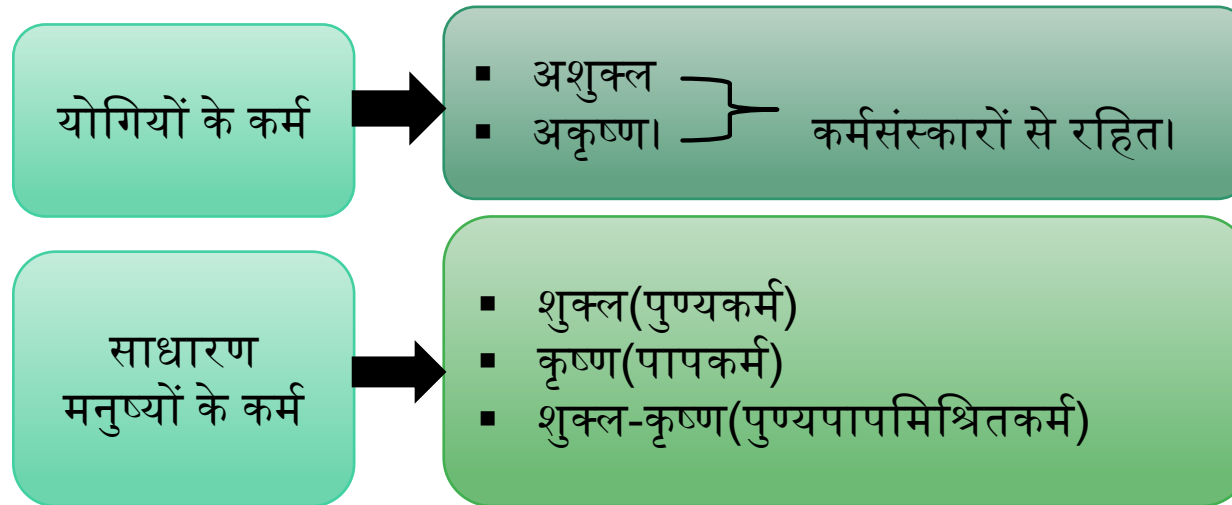 योगियों के कर्म
▪ अशुक्ल
▪ अकृष्ण।
कर्मसंस्कारों से रहित।
साधारण
मनुष्यों के कर्म
▪ शुक्ल(पुण्यकर्म)
▪ कृष्ण(पापकर्म)
▪ शुक्ल-कृष्ण(पुण्यपापमिश्रितकर्म)